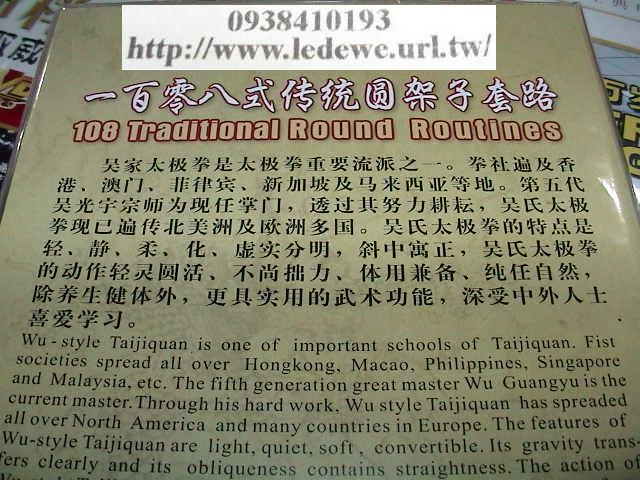 0938410193
http://www.ledewe.url.tw/
一百零八式传统圆架子套路
108 Traditional Round Routines
吴家太极拳是太极拳重要流派之一。拳社遍及香
港、澳门、菲律宾、新加坡及马来西亚等地。第五代
吴光宇宗师为现任掌门，透过其努力耕耘，吴氏太极
拳现已遍传北美洲及欧洲多国。吴氏太极拳的特点是
轻、静、柔、化、虚实分明，斜中寓正，吴氏太极拳
的动作轻灵圆活、不尚拙力、体用兼备、纯任自然，
除养生健体外，更具实用的武术功能，深受中外人士
喜爱学习。
Wu-style Taijiquan is one of important schools of Taijiquan. Fist
societies spread all over Hongkong, Macao, Philippines, Singapore
and Malaysia, etc. The fifth generation great master Wu Guangyu is the
current master.Through his hard work, Wu style Taijiquan has spreaded
all over North America and many countries in Europe. The features of
Wu-style Taijiquan are light, quiet, soft, convertible. Its gravity trans-
fers clearly and its obliqueness contains straightness. The action of